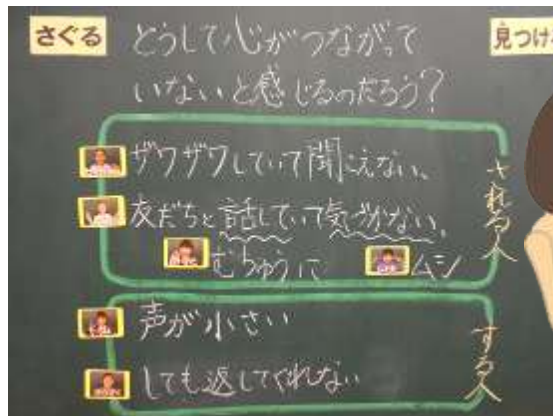 さぐる
どうして心がつながって
いないと感じるのだろう?
見つける
ザワザワしていて聞こえない、
友だちと話していて気づかない。
むちゅうに
ムシ
される人
声が小さい
しても返してくれない
する人